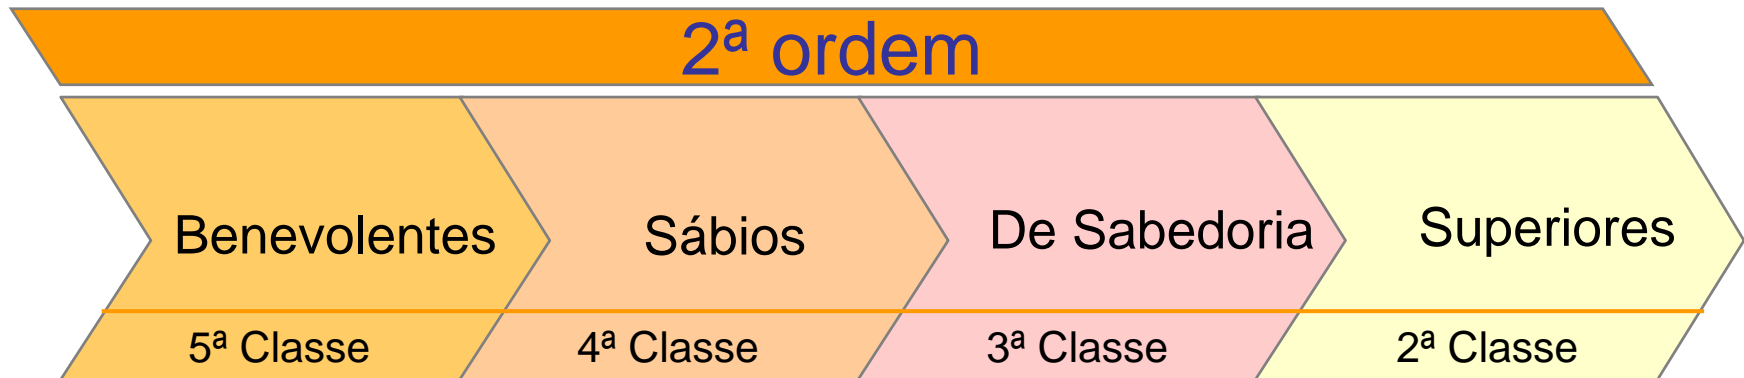 2ª ordem
Benevolentes
Sábios
De Sabedoria
Superiores
5ª Classe
4ª Classe
3ª Classe
2ª Classe